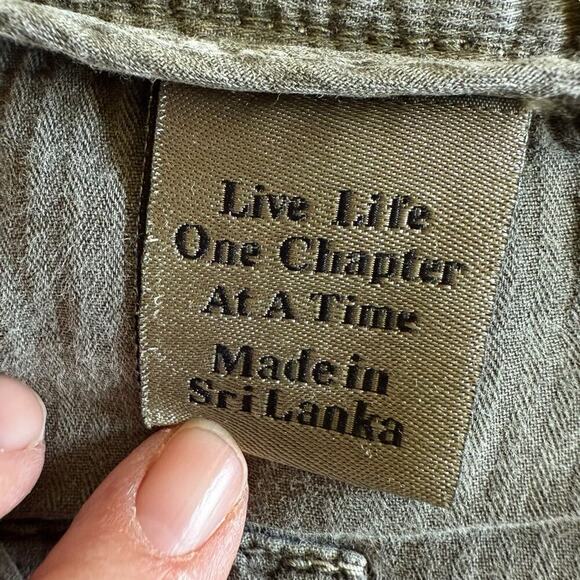 Live Life
One Chapter
At A Time
Made in
Sri Lanka